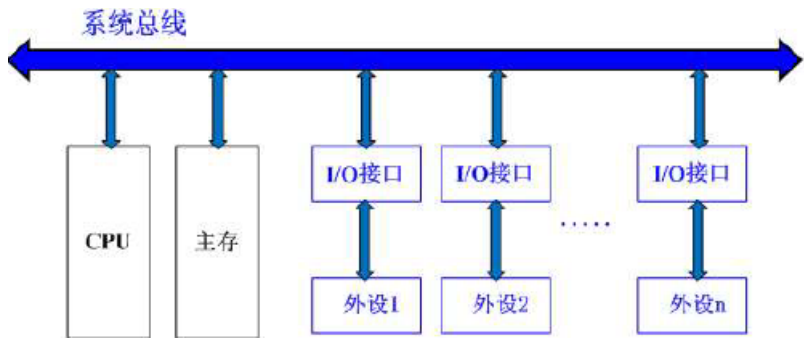 系统总线
I/O接口 I/O接口 I/O接口
CPU 主存 .....
外设1 外设2 外设n